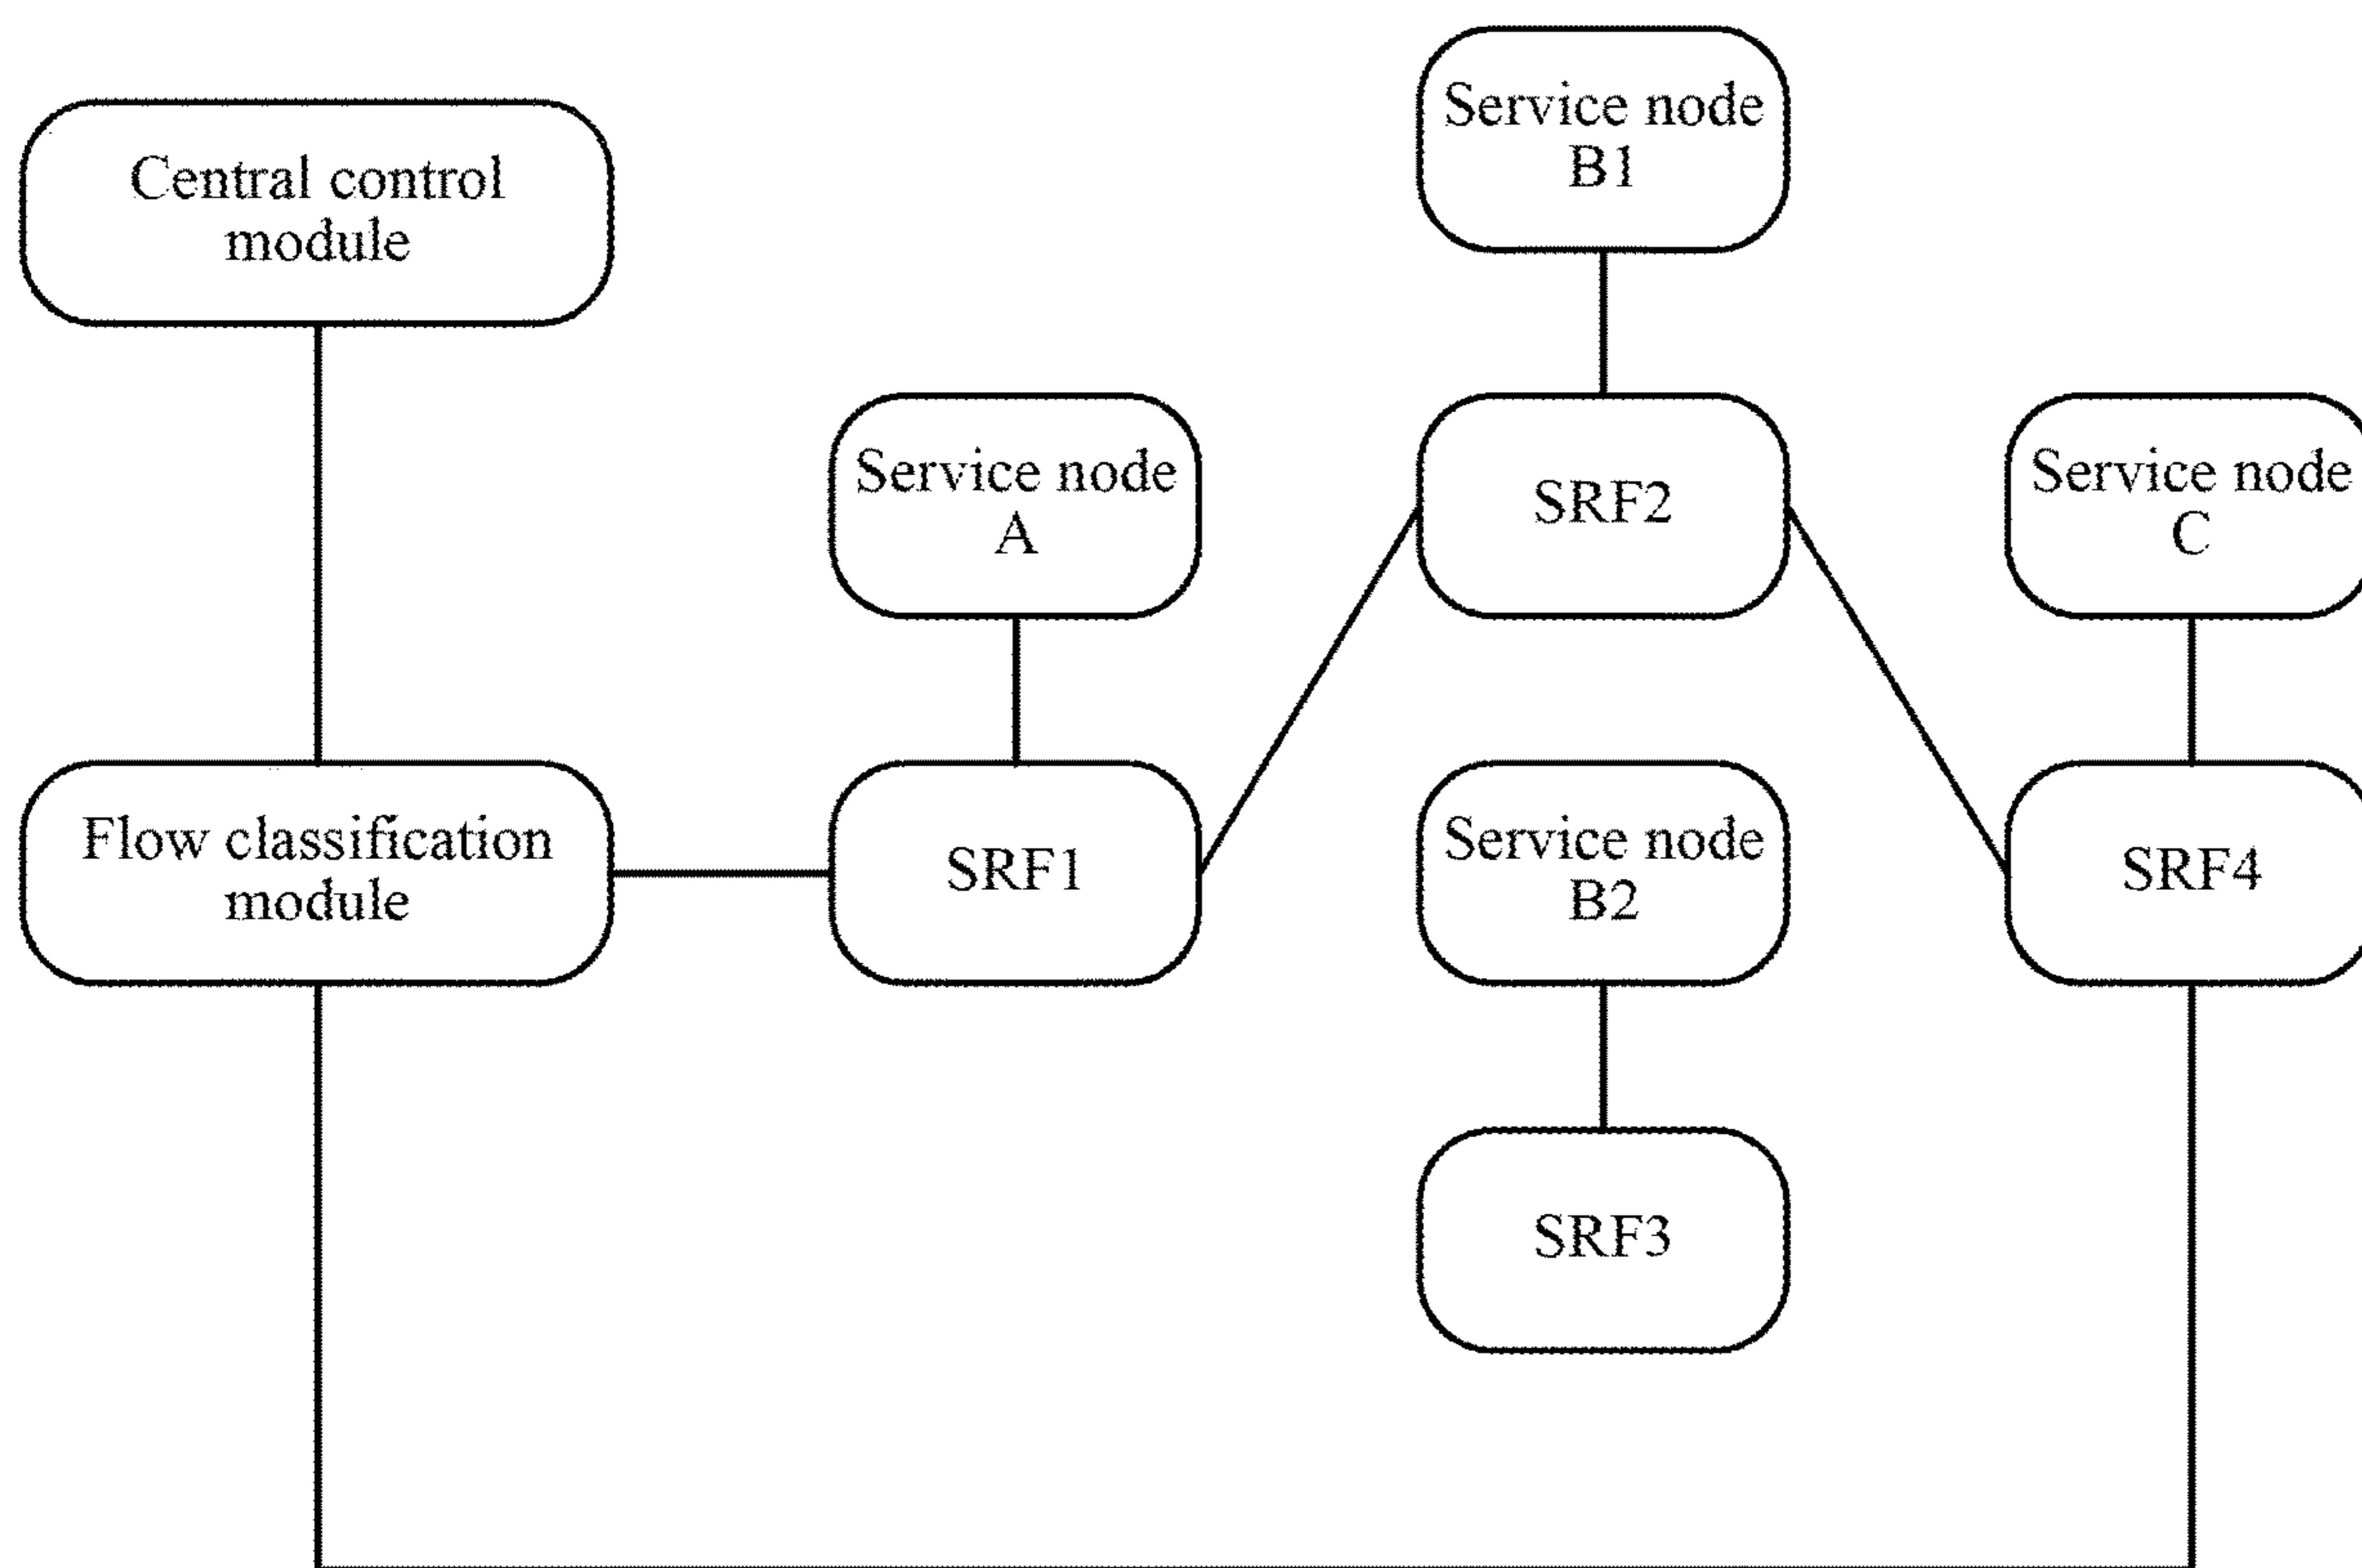 Central control
module
Flow classification
module
Service node
A
SRF1
Service node
B1
SRF2
Service node
B2
SRF3
Service node
C
SRF4